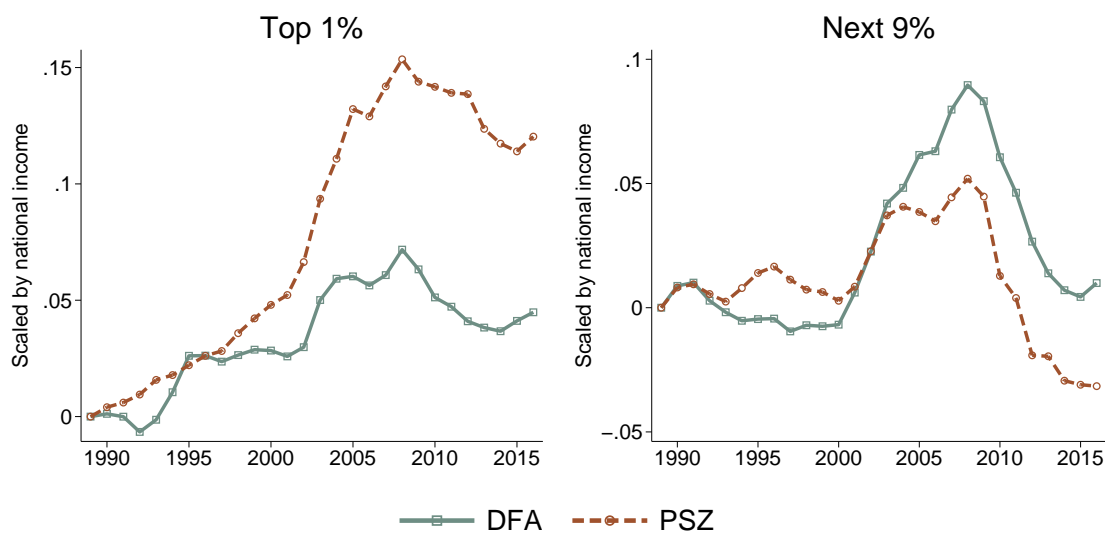 Top 1%
Scaled by national income
.15
.1
.05
0
1990 1995 2000 2005 2010 2015
Next 9%
Scaled by national income
.1
.05
0
−.05
1990 1995 2000 2005 2010 2015
DFA PSZ